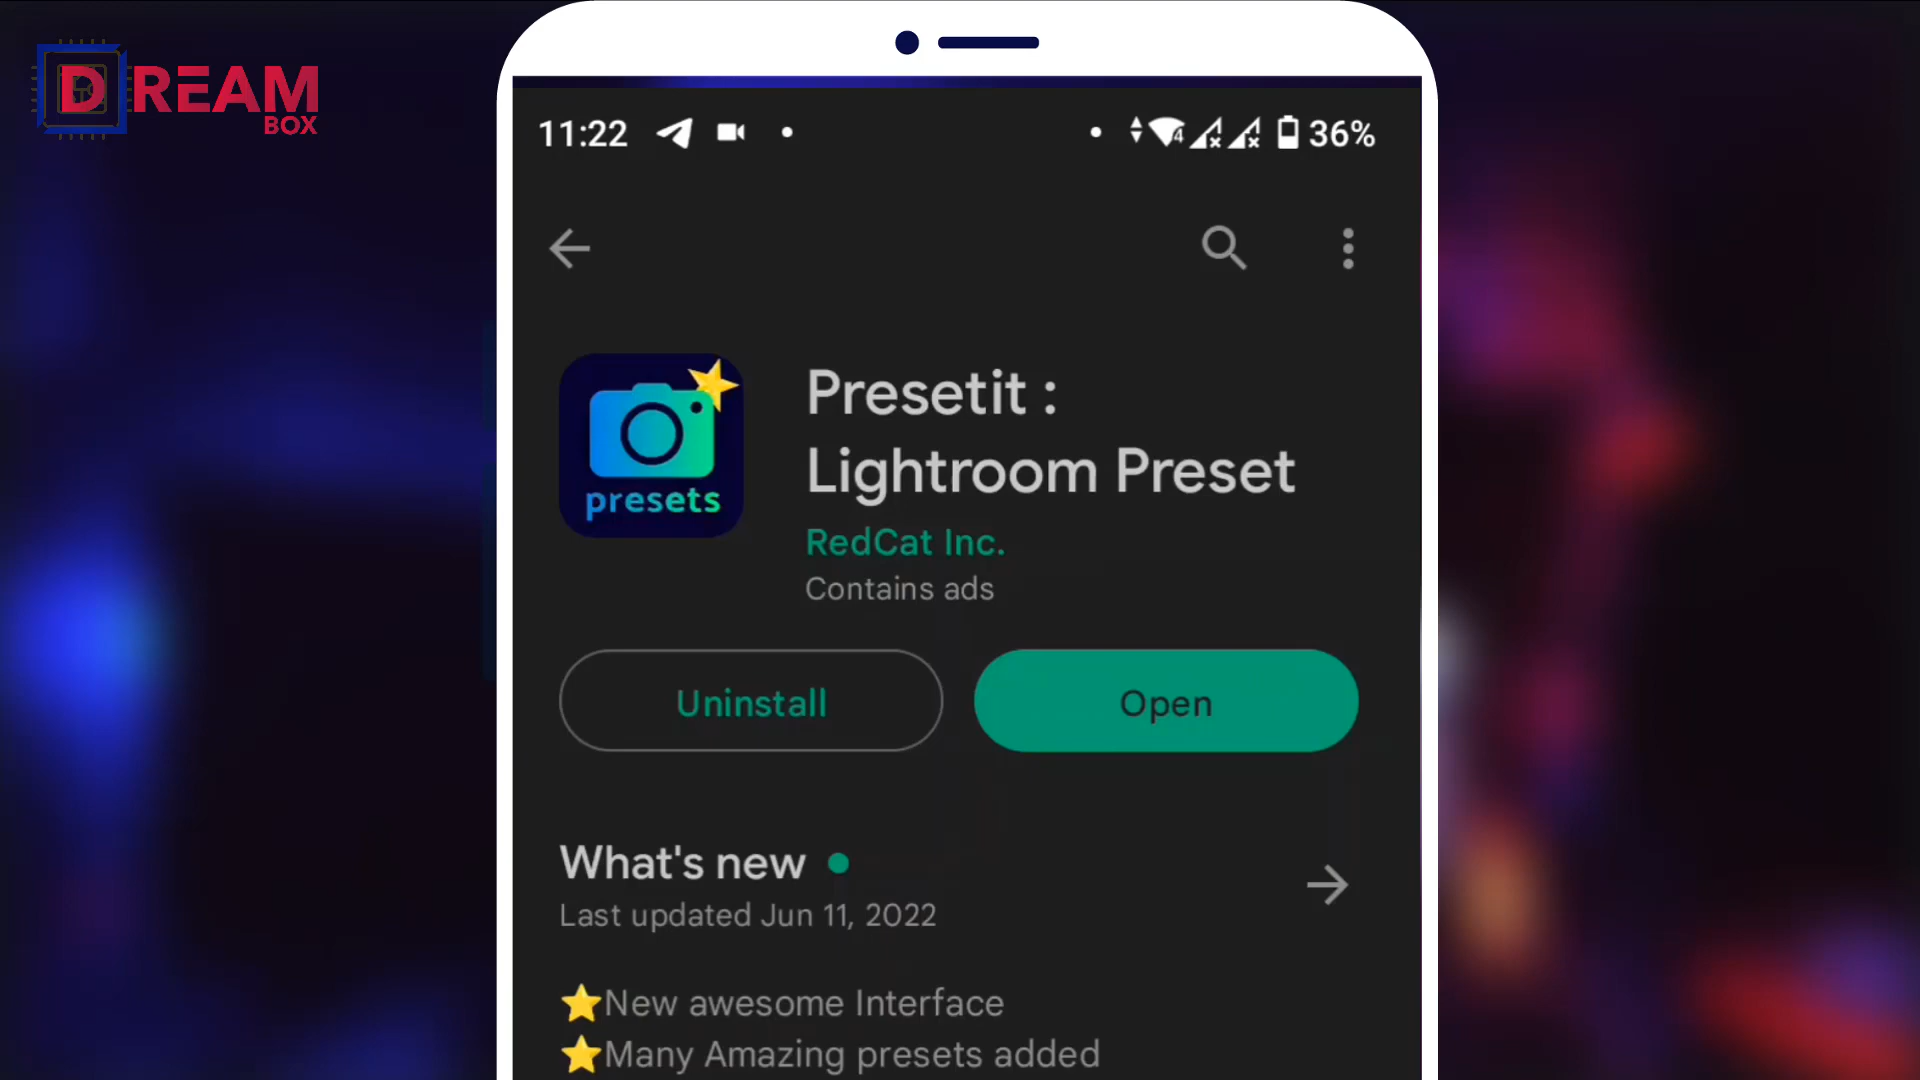 DREAM
BOX
11:22
4
36%
Presetit :
Lightroom Preset
presets
RedCat Inc.
Contains ads
Uninstall
Open
What's new
Last updated Jun 11, 2022
⭐New awesome Interface
⭐Many Amazing presets added